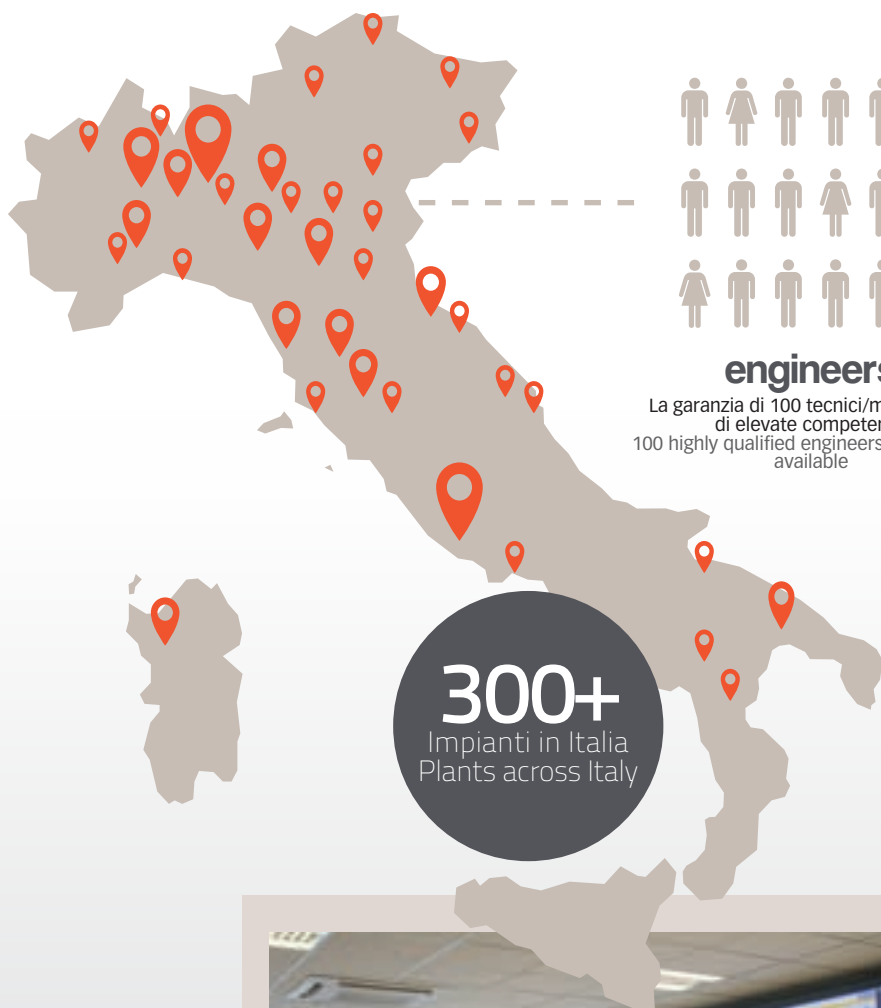 engineers
La garanzia di 100 tecnici/m
di elevate competen
100 highly qualified engineers
available
300+
Impianti in Italia
Plants across Italy